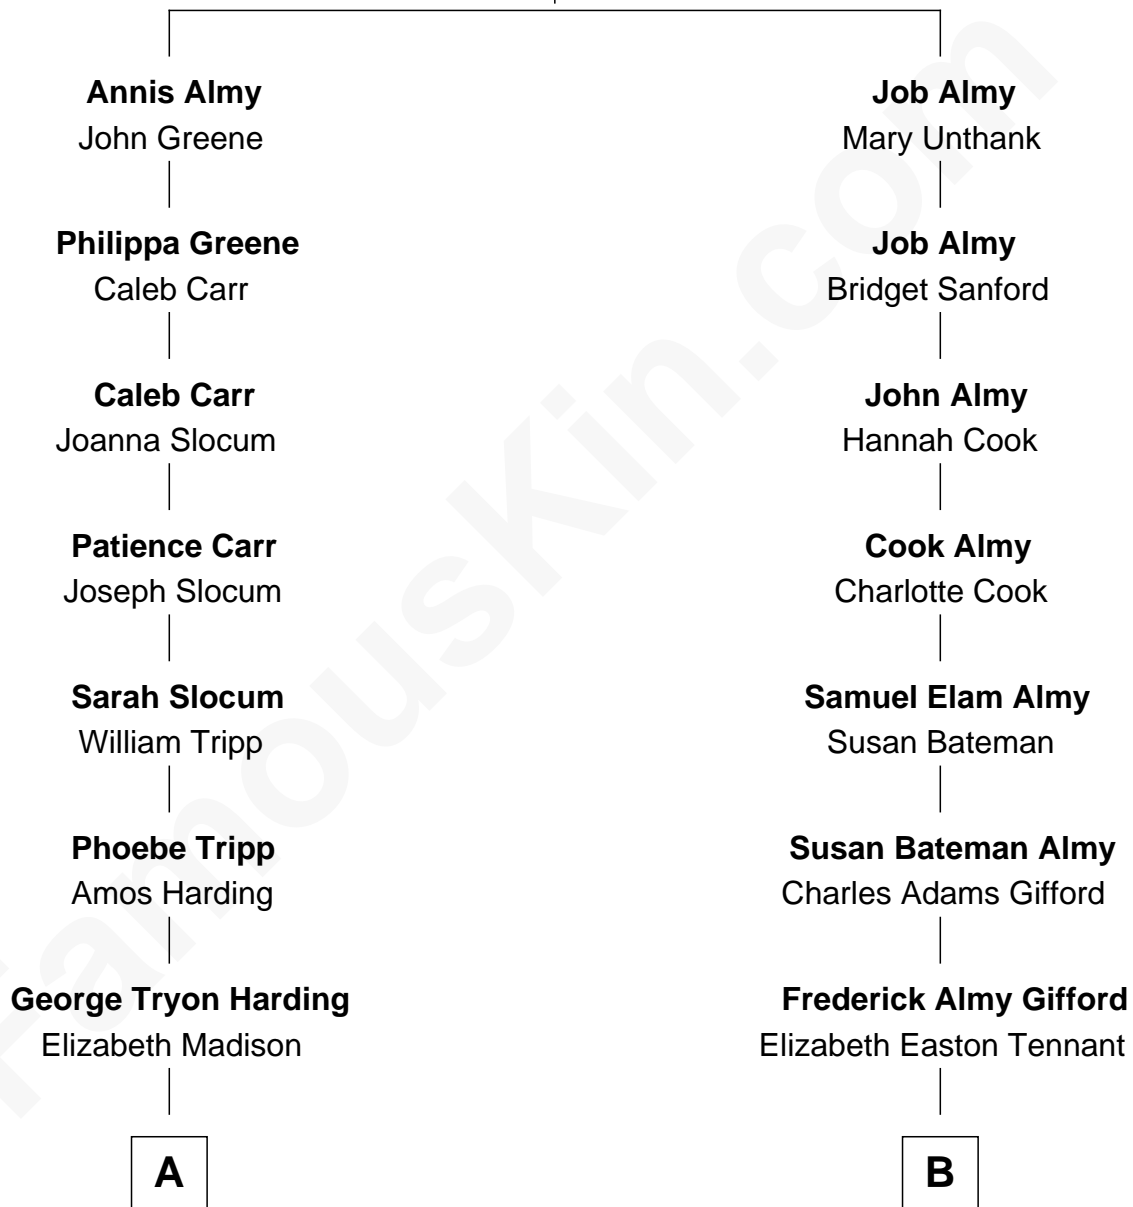 Annis Almy
John Greene
Philippa Greene
Caleb Carr
Caleb Carr
Joanna Slocum
Patience Carr
Joseph Slocum
Sarah Slocum
William Tripp
Phoebe Tripp
Amos Harding
George Tryon Harding
Elizabeth Madison
A
Job Almy
Mary Unthank
Job Almy
Bridget Sanford
John Almy
Hannah Cook
Cook Almy
Charlotte Cook
Samuel Elam Almy
Susan Bateman
Susan Bateman Almy
Charles Adams Gifford
Frederick Almy Gifford
Elizabeth Easton Tennant
B
FamousKin.com